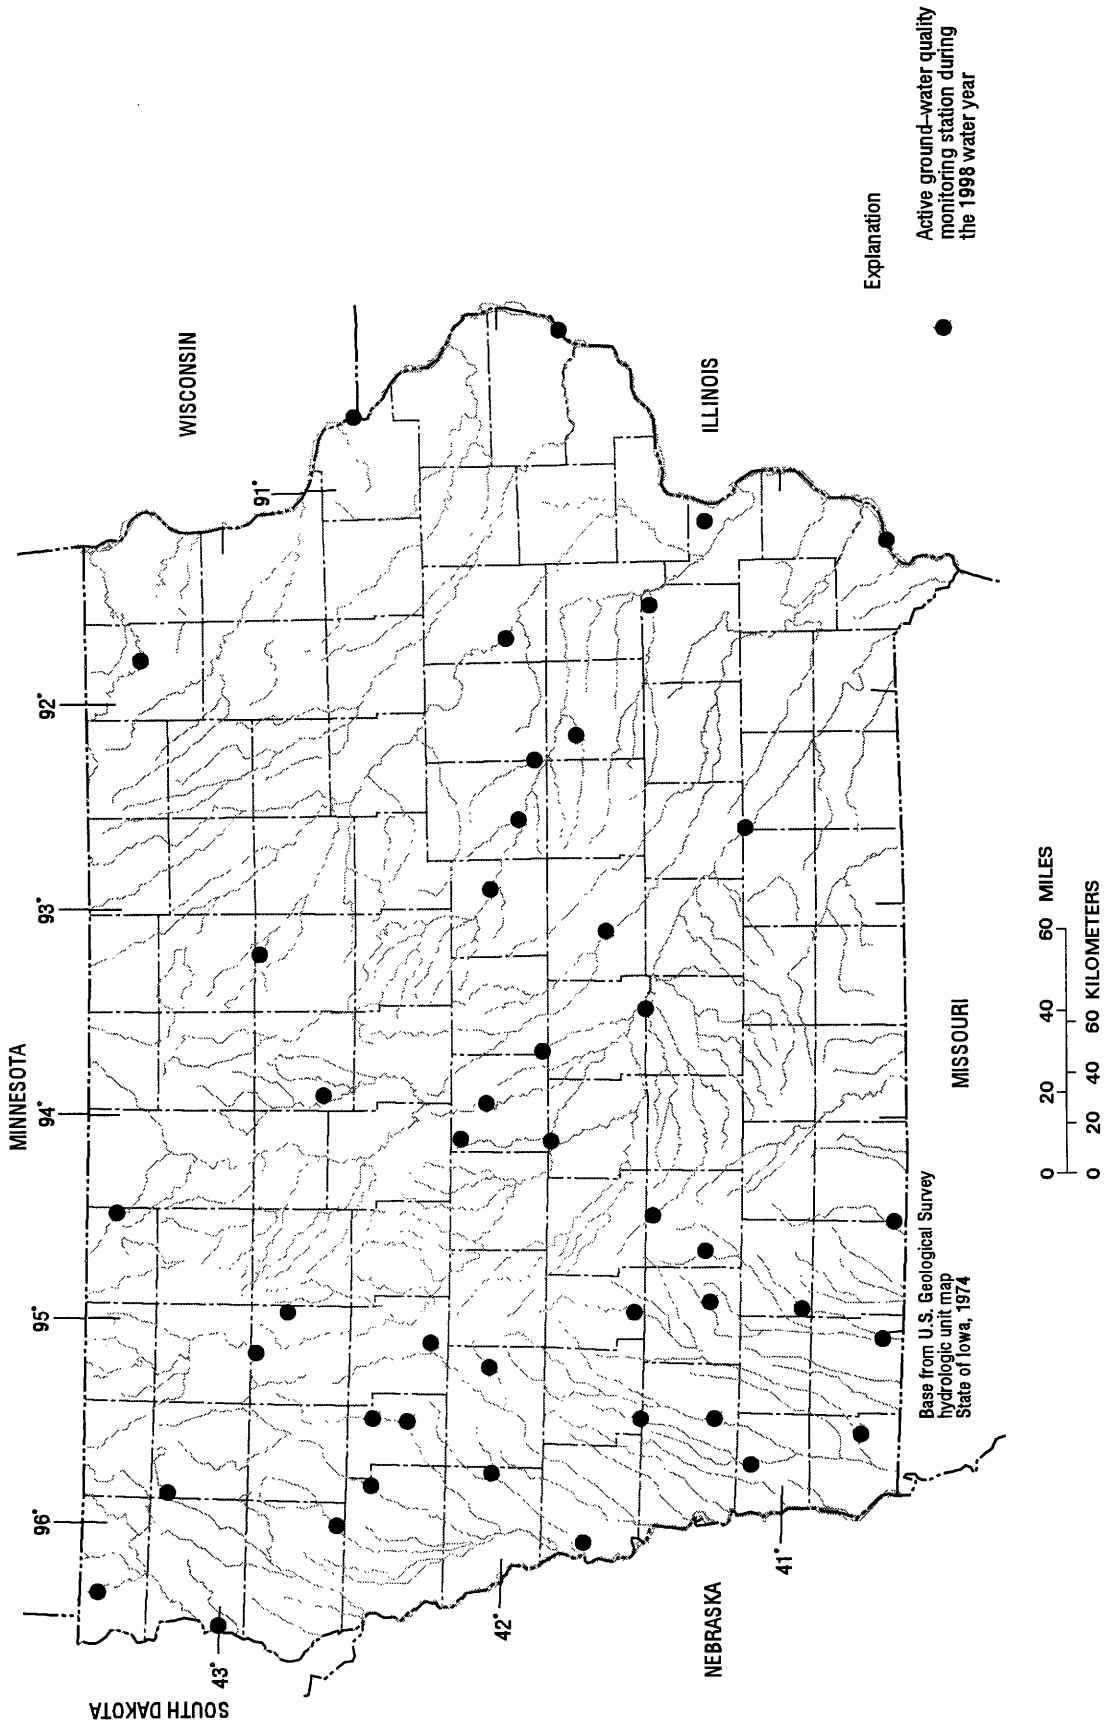 MINNESOTA
96°
95°
94°
93°
92°
91°
WISCONSIN
SOUTH DAKOTA
43°
42°
41°
NEBRASKA
ILLINOIS
MISSOURI
Base from U.S. Geological Survey
hydrologic unit map
State of Iowa, 1974
0 20 40 60 MILES
0 20 40 60 KILOMETERS
Explanation
Active ground–water quality
monitoring station during
the 1998 water year